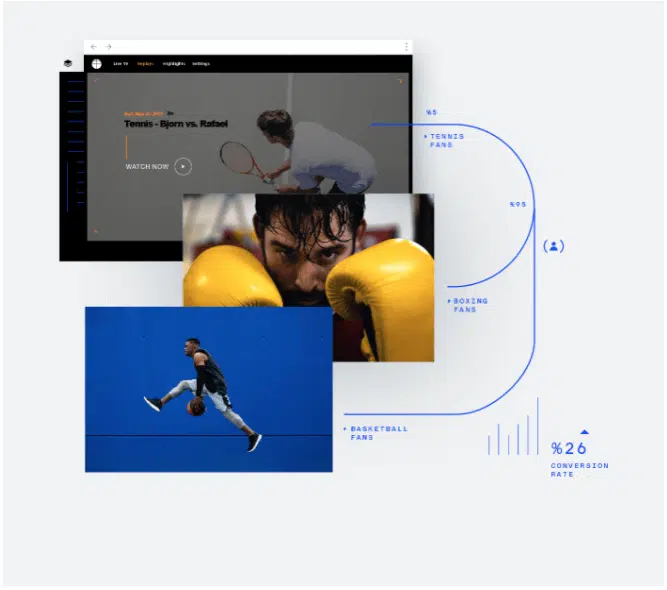 Live TV Explore Highlights Settings
Tennis - Bjorn vs. Rafael
WATCH NOW
%5
TENNIS
FANS
%95
BOXING
FANS
BASKETBALL
FANS
%26
CONVERSION
RATE